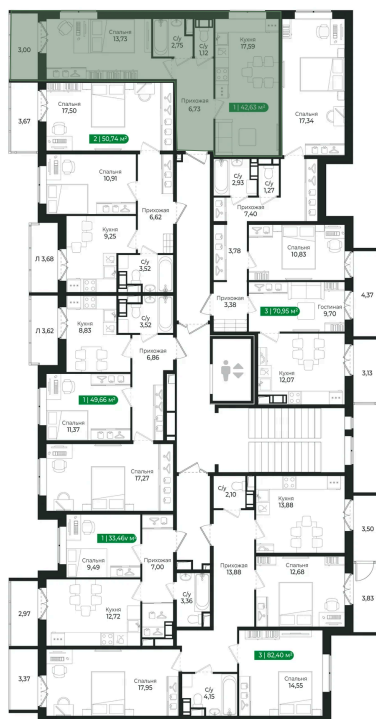 3,00
Спальня
13,73
С/у
2,75
С/у
1,12
Кухня
17,59
Прихожая
6,73
1 | 42,63 м²
Спальня
17,34
3,67
Спальня
17,50
2 | 50,74 м²
Спальня
10,91
Прихожая
6,62
С/у
2,93
С/у
1,27
Прихожая
7,40
Кухня
9,25
Л 3,68
С/у
3,52
3,78
Спальня
10,83
4,37
Прихожая
3,38
3 | 70,95 м²
Гостиная
9,70
Л 3,62
Кухня
8,83
С/у
3,52
Прихожая
6,86
Кухня
12,07
3,13
1 | 49,66 м²
Спальня
11,37
Спальня
17,27
С/у
2,10
Кухня
13,88
3,50
1 | 33,46 м²
Спальня
9,49
Прихожая
7,00
Прихожая
13,88
Спальня
12,68
3,83
2,97
Кухня
12,72
С/у
3,36
3 | 82,40 м²
3,37
Спальня
17,95
С/у
4,15
Спальня
14,55